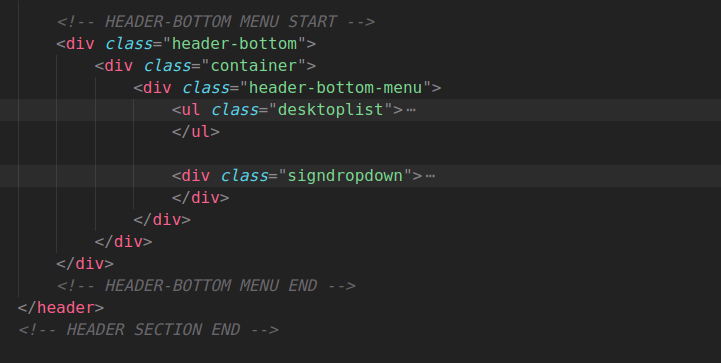 <!-- HEADER-BOTTOM MENU START -->
<div class="header-bottom">
<div class="container">
<div class="header-bottom-menu">
<ul class="desktoplist">⋯
</ul>
<div class="signdropdown">⋯
</div>
</div>
</div>
</div>
<!-- HEADER-BOTTOM MENU END -->
</header>
<!-- HEADER SECTION END -->